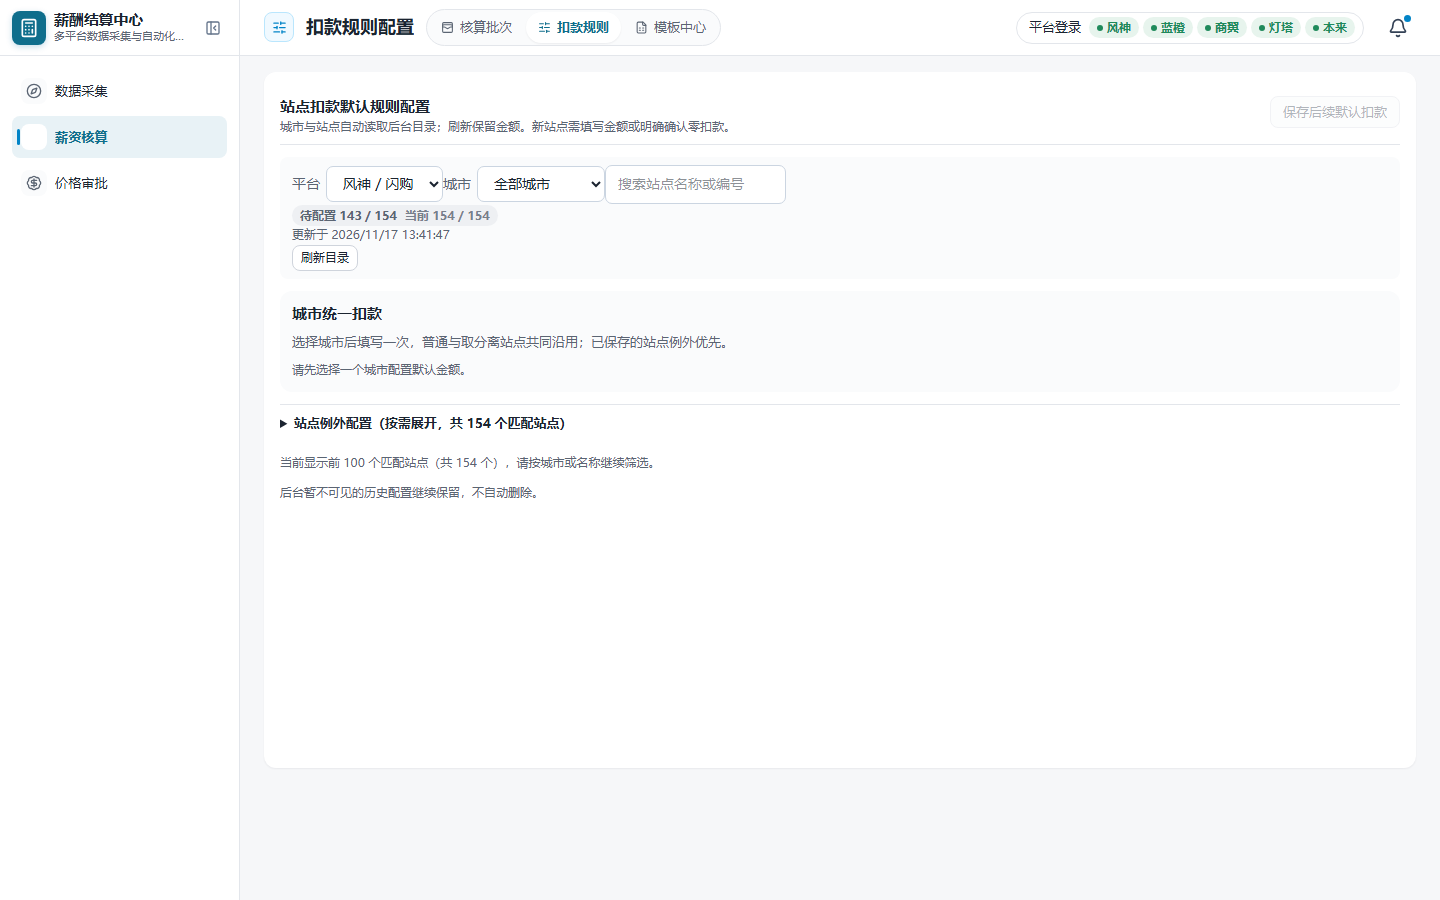 薪酬结算中心
多平台数据采集与自动化...
数据采集
薪资核算
价格审批
扣款规则配置
核算批次
扣款规则
模板中心
平台登录
风神
蓝橙
商翼
灯塔
本来
站点扣款默认规则配置
城市与站点自动读取后台目录；刷新保留金额。新站点需填写金额或明确确认零扣款。
保存后续默认扣款
平台 风神 / 闪购 城市 全部城市 搜索站点名称或编号
待配置 143 / 154 当前 154 / 154
更新于 2026/11/17 13:41:47
刷新目录
城市统一扣款
选择城市后填写一次，普通与取分离站点共同沿用；已保存的站点例外优先。
请先选择一个城市配置默认金额。
站点例外配置（按需展开，共 154 个匹配站点）
当前显示前 100 个匹配站点（共 154 个），请按城市或名称继续筛选。
后台暂不可见的历史配置继续保留，不自动删除。